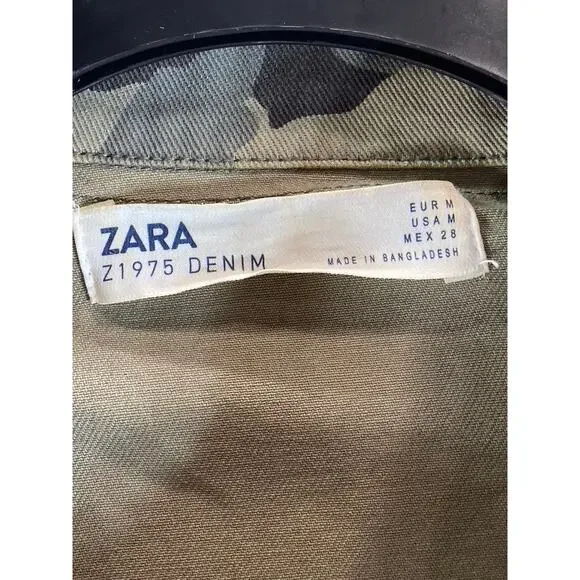 ZARA
Z1975 DENIM
EUR M
USA M
MEX 28
MADE IN BANGLADESH